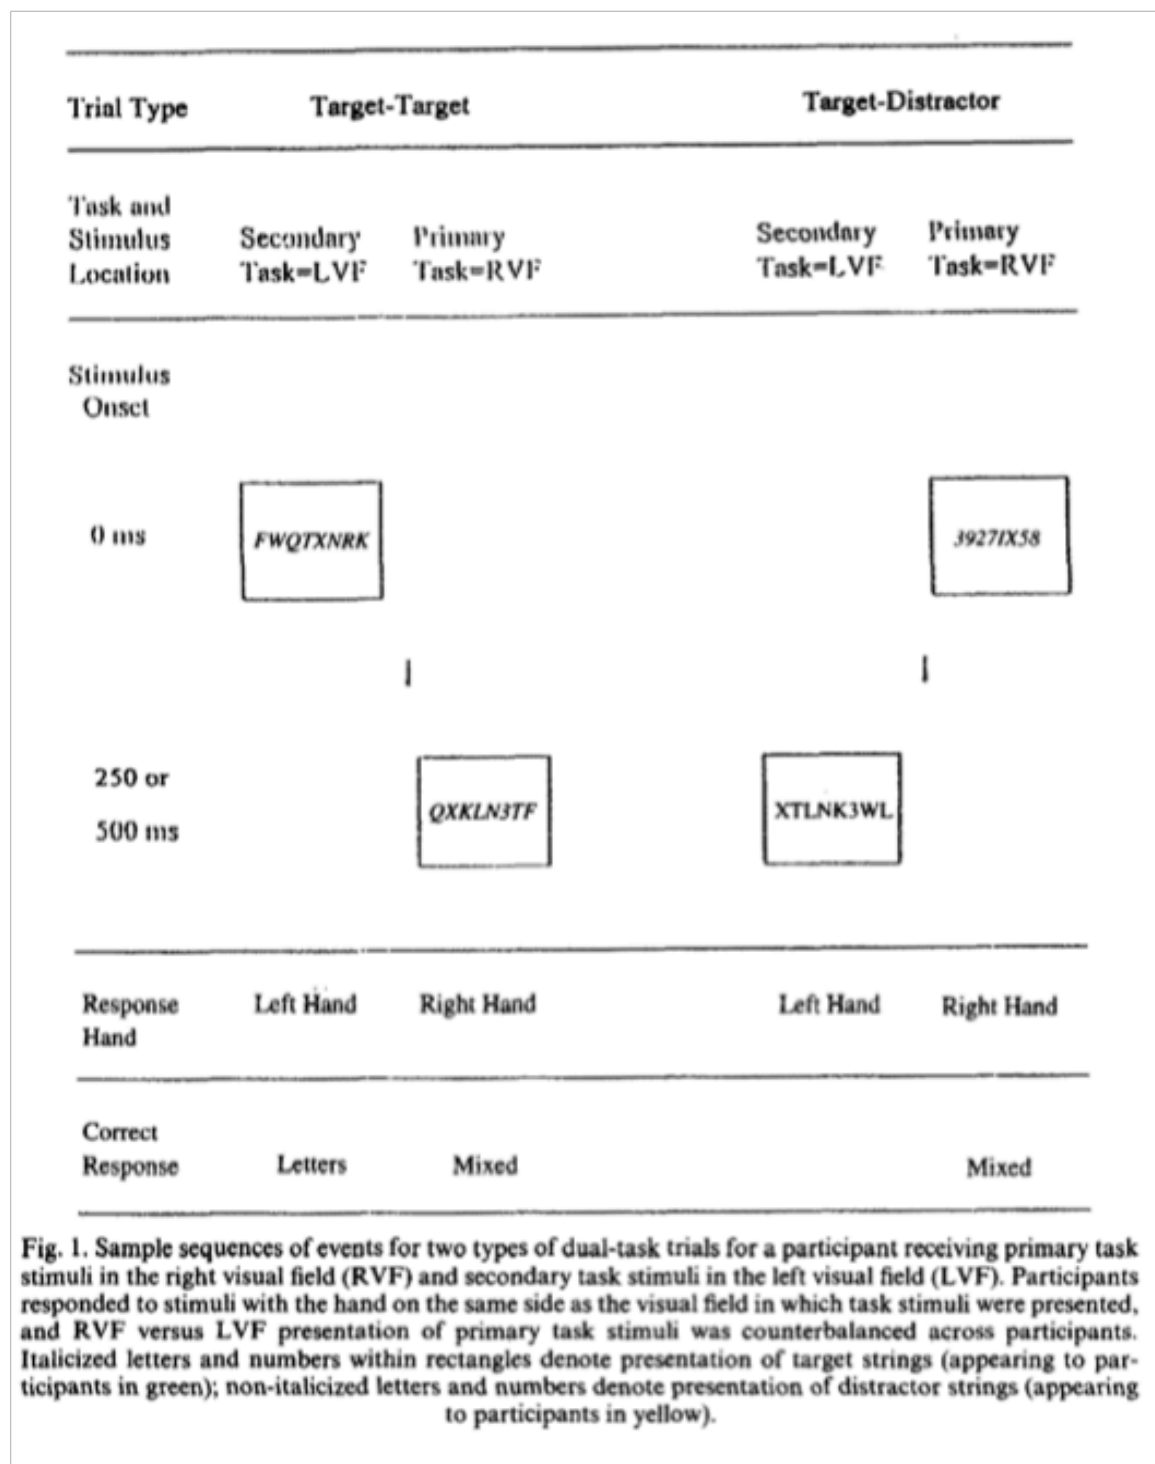 Trial Type Target-Target Target-Distractor
Task and
Stimulus Secondary Primary Secondary Primary
Location Task=LVF Task=RVF Task=LVF Task=RVF
Stimulus
Onset
0 ms FWQTXNRK 3927IX58
250 or
QXKLN3TF XTLNK3WL
500 ms
Response Left Hand Right Hand Left Hand Right Hand
Hand
Correct
Response Letters Mixed Mixed
Fig. 1. Sample sequences of events for two types of dual-task trials for a participant receiving primary task
stimuli in the right visual field (RVF) and secondary task stimuli in the left visual field (LVF). Participants
responded to stimuli with the hand on the same side as the visual field in which task stimuli were presented,
and RVF versus LVF presentation of primary task stimuli was counterbalanced across participants.
Italicized letters and numbers within rectangles denote presentation of target strings (appearing to par-
ticipants in green); non-italicized letters and numbers denote presentation of distractor strings (appearing
to participants in yellow).